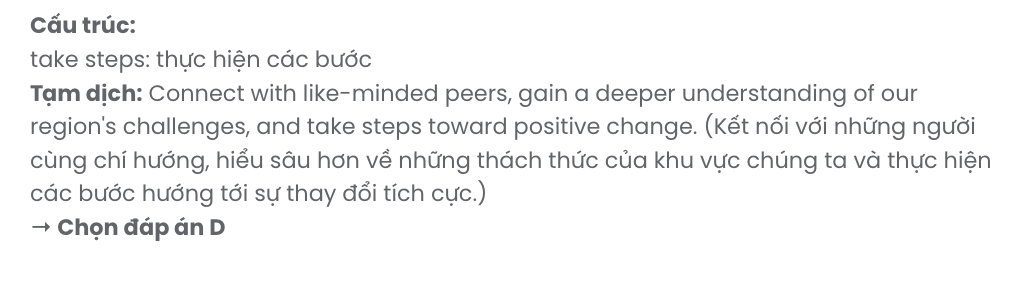 Cấu trúc:
take steps: thực hiện các bước
Tạm dịch: Connect with like-minded peers, gain a deeper understanding of our
region's challenges, and take steps toward positive change. (Kết nối với những người
cùng chí hướng, hiểu sâu hơn về những thách thức của khu vực chúng ta và thực hiện
các bước hướng tới sự thay đổi tích cực.)
→ Chọn đáp án D